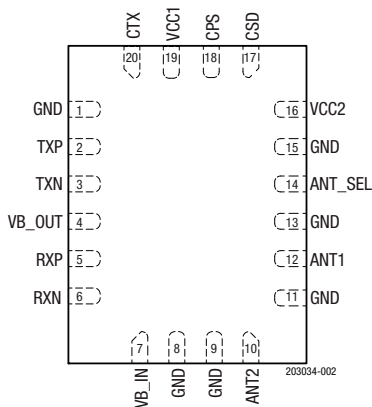 CTX VCC1 CPS CSD
20 19 18 17
GND 1 16 VCC2
TXP 2 15 GND
TXN 3 14 ANT_SEL
VB_OUT 4 13 GND
RXP 5 12 ANT1
RXN 6 11 GND
7 8 9 10
VB_IN GND GND ANT2
203034-002